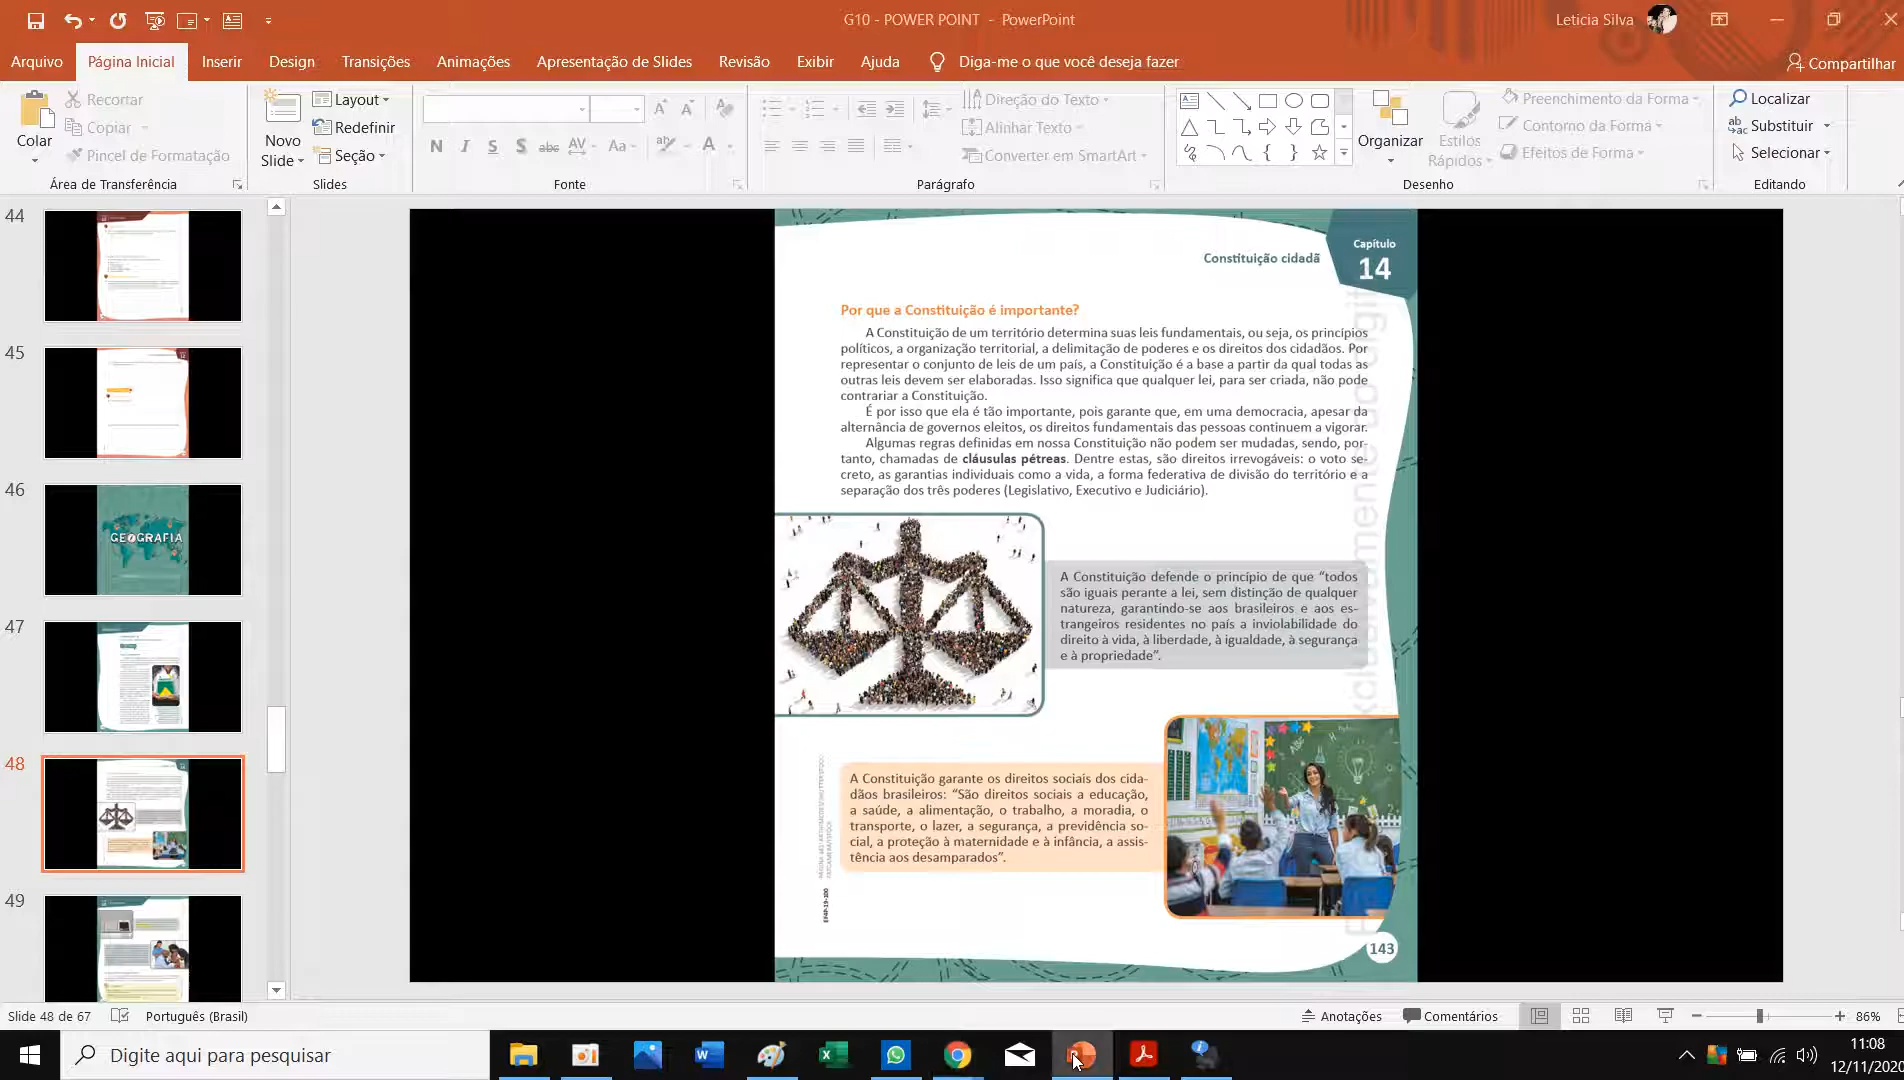 G10 - POWER POINT - PowerPoint
Leticia Silva
Arquivo Página Inicial Inserir Design Transições Animações Apresentação de Slides Revisão Exibir Ajuda Diga-me o que você deseja fazer
Compartilhar
Colar
Recortar
Copiar
Pincel de Formatação
Área de Transferência
Novo
Slide
Layout
Redefinir
Seção
Slides
N I S S abc AV Aa A
Fonte
Direção do Texto
Alinhar Texto
Converter em SmartArt
Parágrafo
Organizar
Estilos
Rápidos
Preenchimento da Forma
Contorno da Forma
Efeitos de Forma
Desenho
Localizar
Substituir
Selecionar
Editando
44
45
46
GEOGRAFIA
47
48
49
Constituição cidadã
Capítulo
14
Por que a Constituição é importante?
A Constituição de um território determina suas leis fundamentais, ou seja, os princípios
políticos, a organização territorial, a delimitação de poderes e os direitos dos cidadãos. Por
representar o conjunto de leis de um país, a Constituição é a base a partir da qual todas as
outras leis devem ser elaboradas. Isso significa que qualquer lei, para ser criada, não pode
contrariar a Constituição.
É por isso que ela é tão importante, pois garante que, em uma democracia, apesar da
alternância de governos eleitos, os direitos fundamentais das pessoas continuem a vigorar.
Algumas regras definidas em nossa Constituição não podem ser mudadas, sendo, por-
tanto, chamadas de cláusulas pétreas. Dentre estas, são direitos irrevogáveis: o voto se-
creto, as garantias individuais como a vida, a forma federativa de divisão do território e a
separação dos três poderes (Legislativo, Executivo e Judiciário).
A Constituição defende o princípio de que “todos
são iguais perante a lei, sem distinção de qualquer
natureza, garantindo-se aos brasileiros e aos es-
trangeiros residentes no país a inviolabilidade do
direito à vida, à liberdade, à igualdade, à segurança
e à propriedade”.
A Constituição garante os direitos sociais dos cida-
dãos brasileiros: “São direitos sociais a educação,
a saúde, a alimentação, o trabalho, a moradia, o
transporte, o lazer, a segurança, a previdência so-
cial, a proteção à maternidade e à infância, a assis-
tência aos desamparados”.
EF4P-19-100
143
Slide 48 de 67
Português (Brasil)
Anotações
Comentários
86%
Digite aqui para pesquisar
11:08